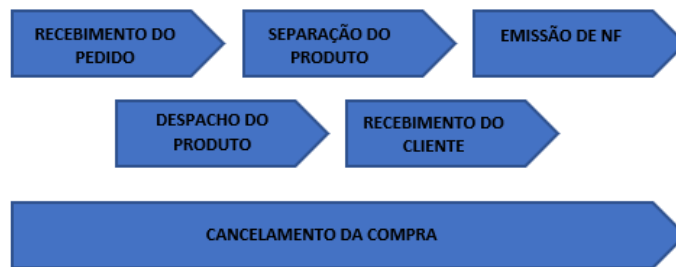 RECEBIMENTO DO
PEDIDO
SEPARAÇÃO DO
PRODUTO
EMISSÃO DE NF
DESPACHO DO
PRODUTO
RECEBIMENTO DO
CLIENTE
CANCELAMENTO DA COMPRA